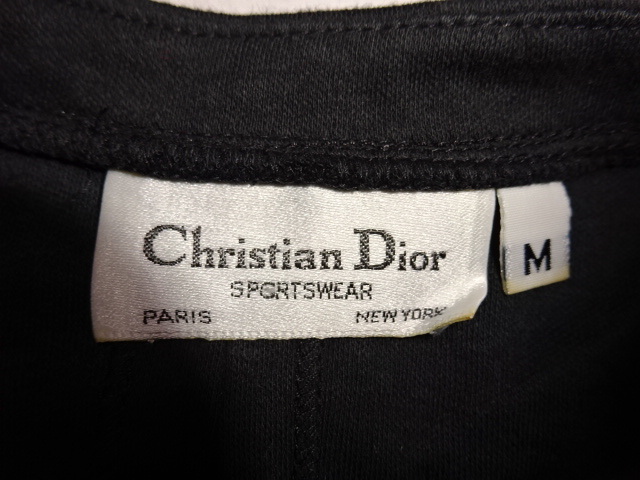 Christian Dior
SPORTSWEAR
PARIS NEW YORK
M